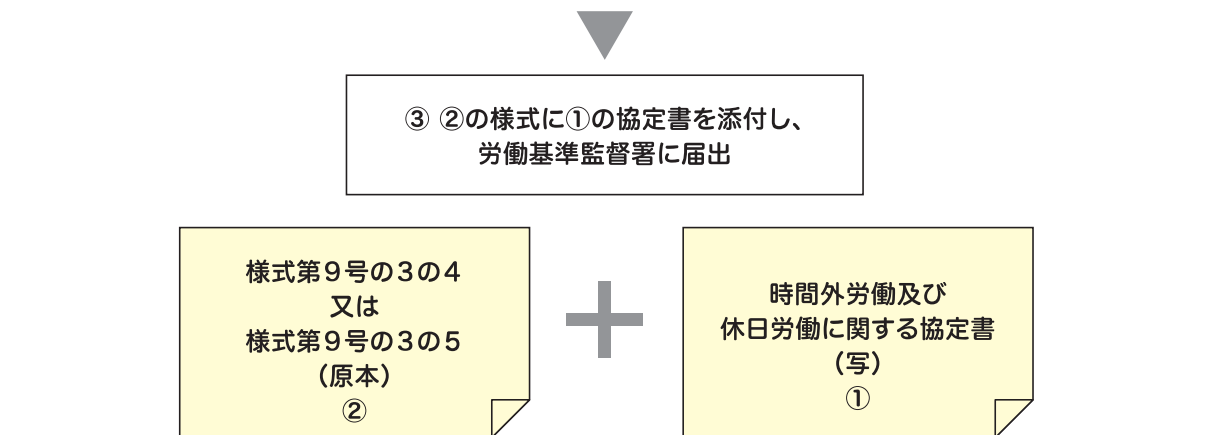 ③ ②の様式に①の協定書を添付し、
労働基準監督署に届出
様式第９号の３の４
又は
様式第９号の３の５
（原本）
②
時間外労働及び
休日労働に関する協定書
（写）
①